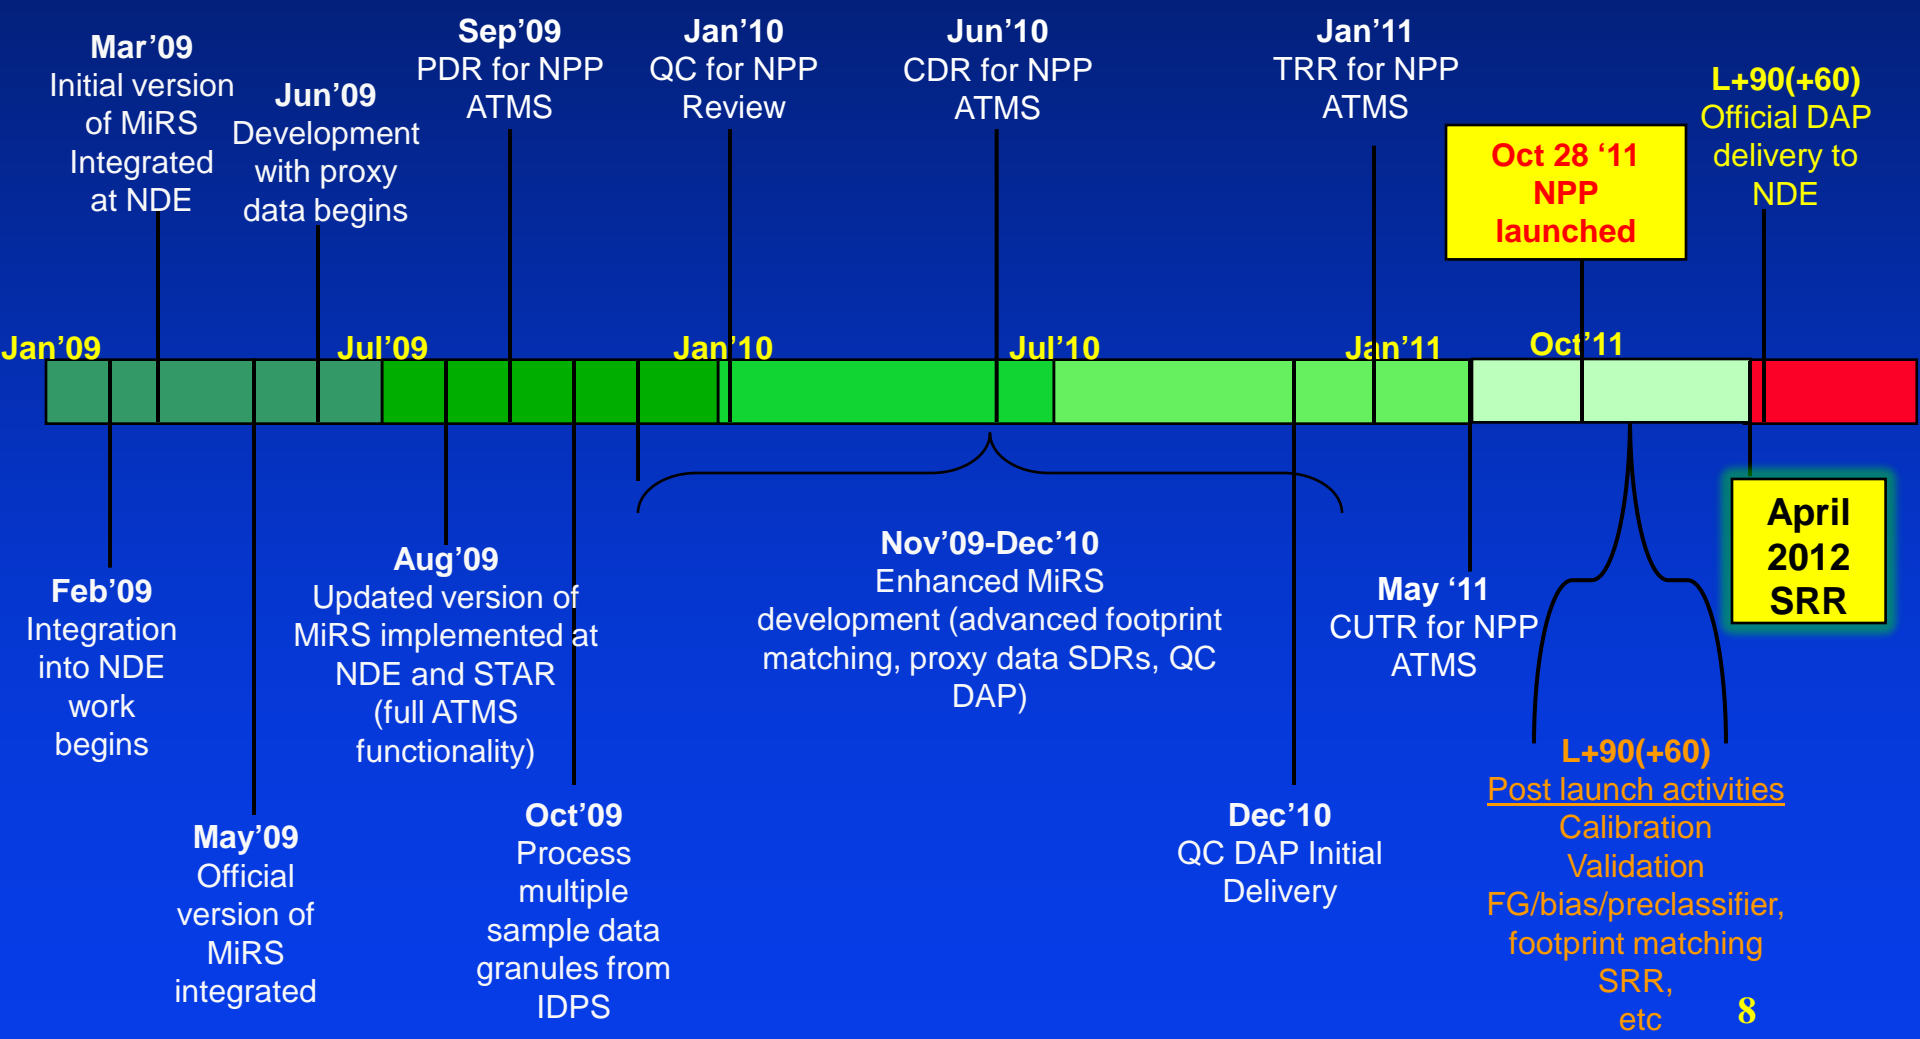 Mar’09
Initial version
of MiRS
Integrated
at NDE
Jun’09
Development
with proxy
data begins
Sep’09
PDR for NPP
ATMS
Jan’10
QC for NPP
Review
Jun’10
CDR for NPP
ATMS
Jan’11
TRR for NPP
ATMS
Oct 28 ‘11
NPP
launched
L+90(+60)
Official DAP
delivery to
NDE
Jan’09
Jul’09
Jan’10
Jul’10
Jan’11
Oct’11
Feb’09
Integration
into NDE
work
begins
May’09
Official
version of
MiRS
integrated
Aug’09
Updated version of
MiRS implemented at
NDE and STAR
(full ATMS
functionality)
Oct’09
Process
multiple
sample data
granules from
IDPS
Nov’09-Dec’10
Enhanced MiRS
development (advanced footprint
matching, proxy data SDRs, QC
DAP)
Dec’10
QC DAP Initial
Delivery
May ‘11
CUTR for NPP
ATMS
April
2012
SRR
L+90(+60)
Post launch activities
Calibration
Validation
FG/bias/preclassifier,
footprint matching
SRR,
etc
8